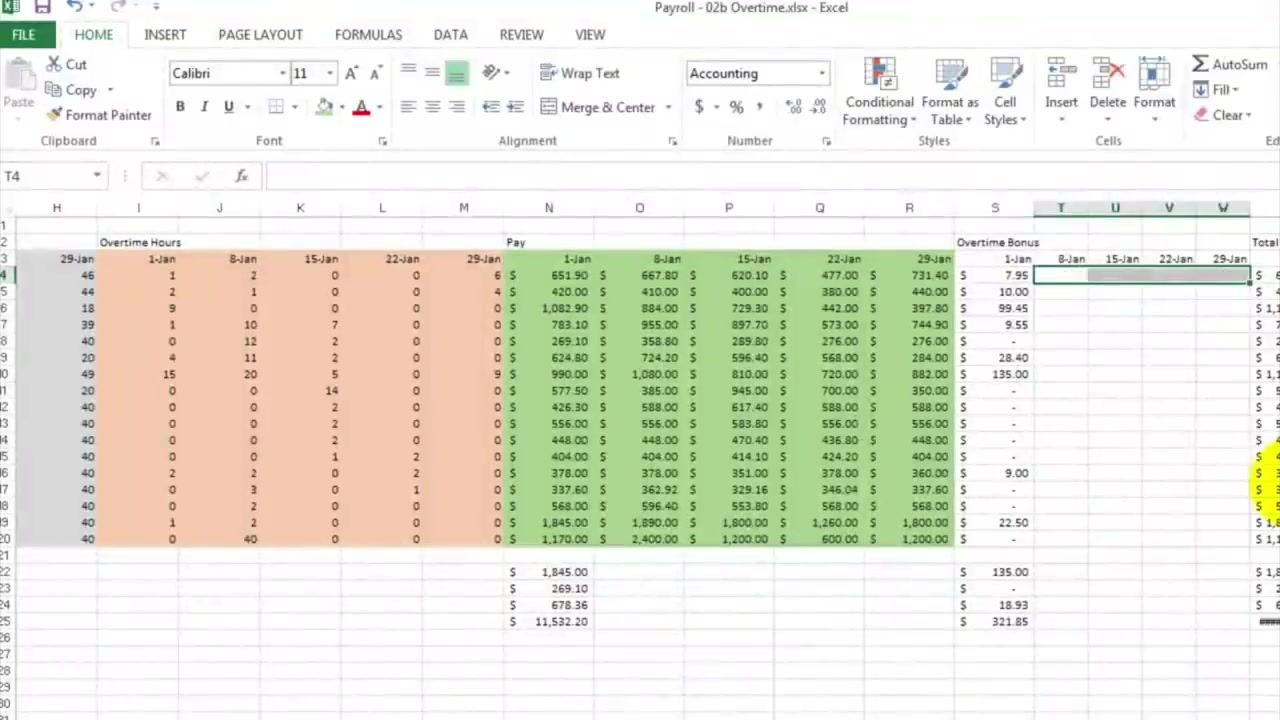 Payroll - 02b Overtime.xlsx - Excel
FILE HOME INSERT PAGE LAYOUT FORMULAS DATA REVIEW VIEW
Paste Cut Copy Format Painter Clipboard
Calibri 11 B I U Font
Wrap Text Merge & Center Alignment
Accounting $ % , Number
Conditional Formatting Format as Table Cell Styles Styles
Insert Delete Format Cells
AutoSum Fill Clear
T4 fx
H I J K L M N O P Q R S T U V W
1
2 Overtime Hours Pay Overtime Bonus Total
3 29-Jan 1-Jan 8-Jan 15-Jan 22-Jan 29-Jan 1-Jan 8-Jan 15-Jan 22-Jan 29-Jan 1-Jan 8-Jan 15-Jan 22-Jan 29-Jan
4 46 1 2 0 0 6 $ 651.90 $ 667.80 $ 620.10 $ 477.00 $ 731.40 $ 7.95 $
5 44 2 1 0 0 4 $ 420.00 $ 410.00 $ 400.00 $ 380.00 $ 440.00 $ 10.00 $
6 18 9 0 0 0 0 $ 1,082.90 $ 884.00 $ 729.30 $ 442.00 $ 397.80 $ 99.45 $
7 39 1 10 7 0 0 $ 783.10 $ 955.00 $ 897.70 $ 573.00 $ 744.90 $ 9.55 $
8 40 0 12 2 0 0 $ 269.10 $ 358.80 $ 289.80 $ 276.00 $ 276.00 $ - $
9 20 4 11 2 0 0 $ 624.80 $ 724.20 $ 596.40 $ 568.00 $ 284.00 $ 28.40 $
10 49 15 20 5 0 9 $ 990.00 $ 1,080.00 $ 810.00 $ 720.00 $ 882.00 $ 135.00 $
11 20 0 0 14 0 0 $ 577.50 $ 385.00 $ 945.00 $ 700.00 $ 350.00 $ - $
12 40 0 0 2 0 0 $ 426.30 $ 588.00 $ 617.40 $ 588.00 $ 588.00 $ - $
13 40 0 0 2 0 0 $ 556.00 $ 556.00 $ 583.80 $ 556.00 $ 556.00 $ - $
14 40 0 0 2 0 0 $ 448.00 $ 448.00 $ 470.40 $ 436.80 $ 448.00 $ - $
15 40 0 0 1 2 0 $ 404.00 $ 404.00 $ 414.10 $ 424.20 $ 404.00 $ - $
16 40 2 2 0 2 0 $ 378.00 $ 378.00 $ 351.00 $ 378.00 $ 360.00 $ 9.00 $
17 40 0 3 0 1 0 $ 337.60 $ 362.92 $ 329.16 $ 346.04 $ 337.60 $ - $
18 40 0 2 0 0 0 $ 568.00 $ 596.40 $ 553.80 $ 568.00 $ 568.00 $ - $
19 40 1 2 0 0 0 $ 1,845.00 $ 1,890.00 $ 1,800.00 $ 1,260.00 $ 1,800.00 $ 22.50 $
20 40 0 40 0 0 0 $ 1,170.00 $ 2,400.00 $ 1,200.00 $ 600.00 $ 1,200.00 $ - $
21
22 $ 1,845.00 $ 135.00 $
23 $ 269.10 $ - $
24 $ 678.36 $ 18.93 $
25 $ 11,532.20 $ 321.85
26
27
28
29
30